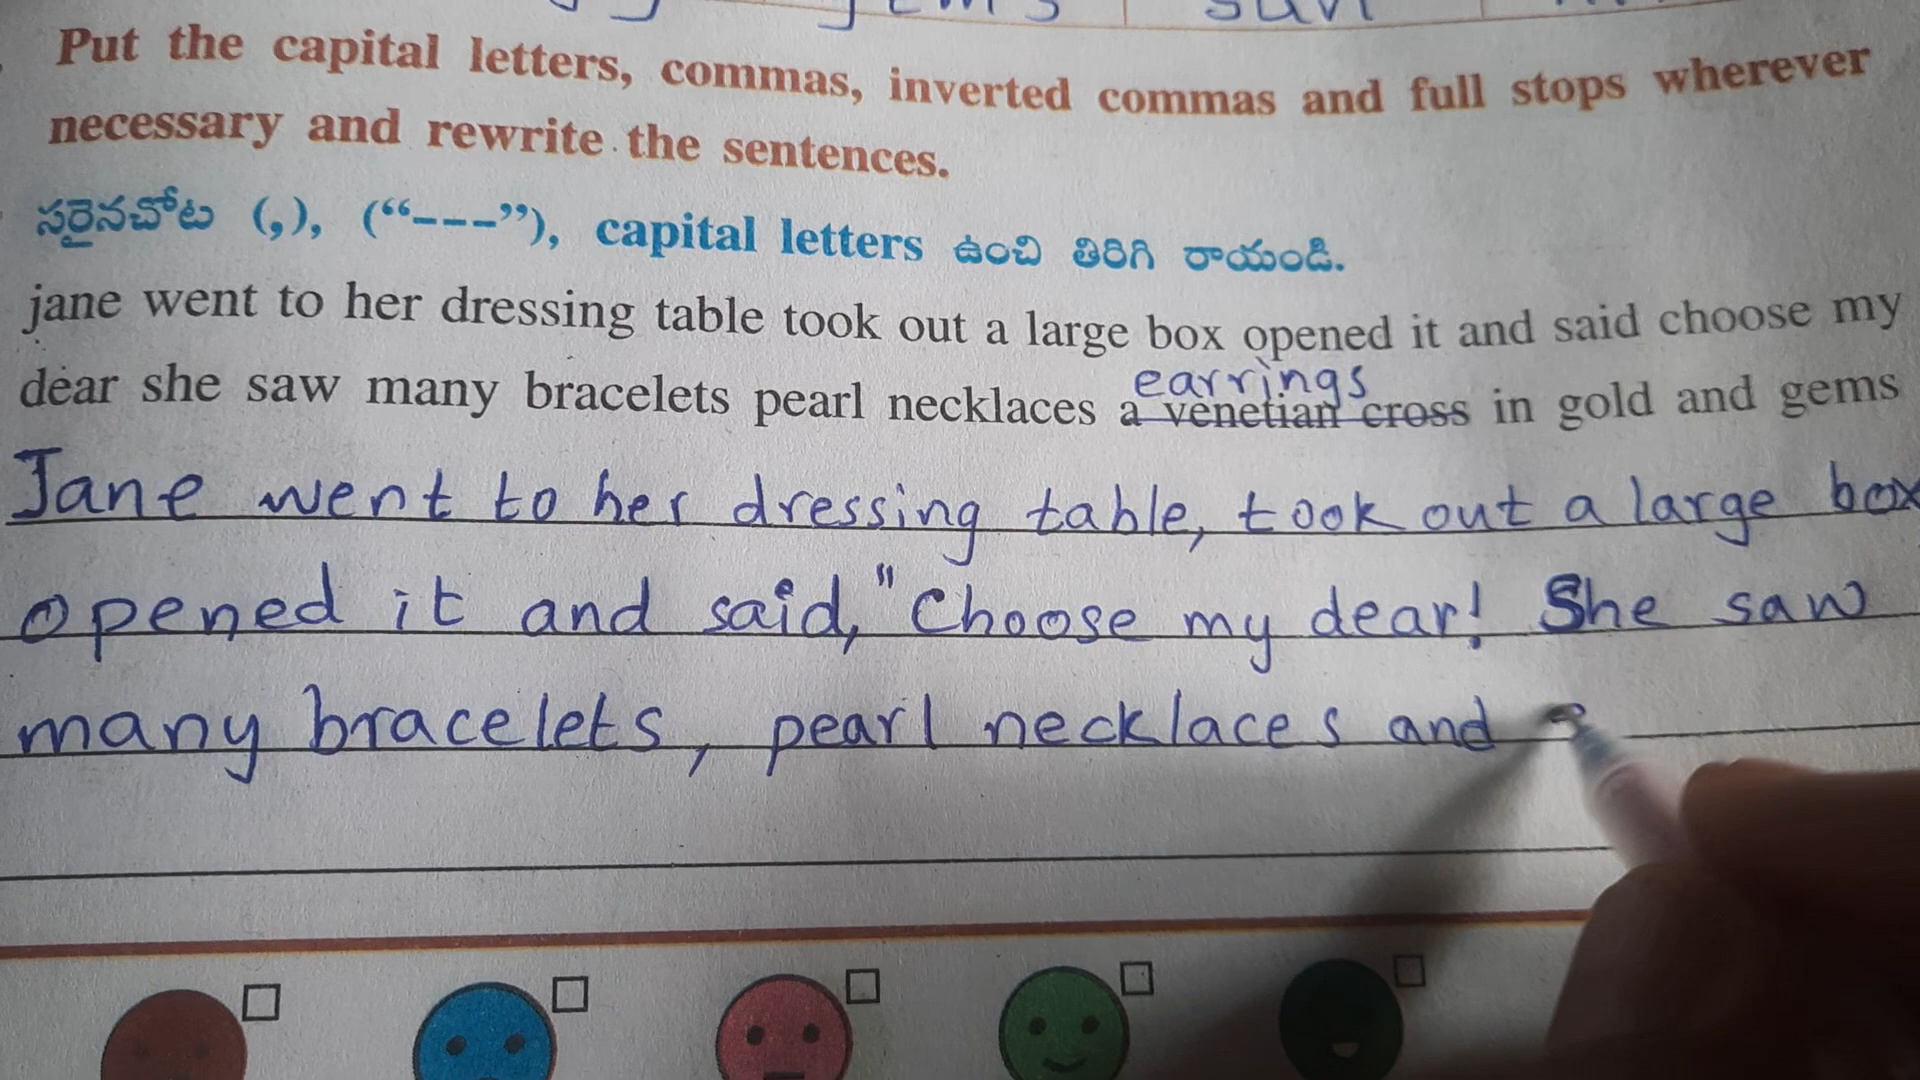 Put the capital letters, commas, inverted commas and full stops wherever
necessary and rewrite the sentences.
సరైనచోట (,), (“---”), capital letters ఉంచి తిరిగి రాయండి.
jane went to her dressing table took out a large box opened it and said choose my
earrings
dear she saw many bracelets pearl necklaces a venetian cross in gold and gems
Jane went to her dressing table, took out a large box
opened it and said, "Choose my dear! She saw
many bracelets, pearl necklaces and